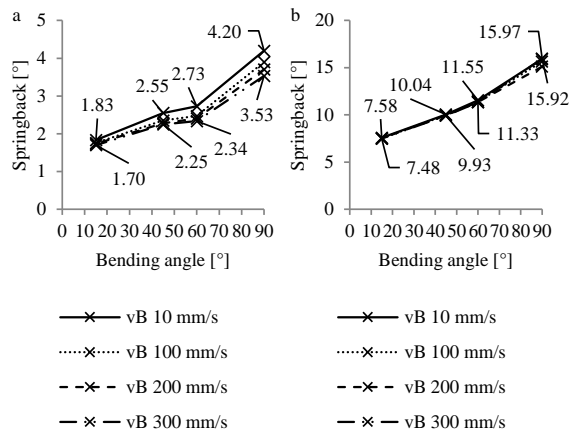 a
Springback [°]
5
4
3
2
1
0
4.20
2.73
2.55
1.83
3.53
2.34
2.25
1.70
0 10 20 30 40 50 60 70 80 90
Bending angle [°]
vB 10 mm/s
vB 100 mm/s
vB 200 mm/s
vB 300 mm/s
b
Springback [°]
20
15
10
5
0
15.97
11.55
10.04
7.58
15.92
11.33
9.93
7.48
0 10 20 30 40 50 60 70 80 90
Bending angle [°]
vB 10 mm/s
vB 100 mm/s
vB 200 mm/s
vB 300 mm/s